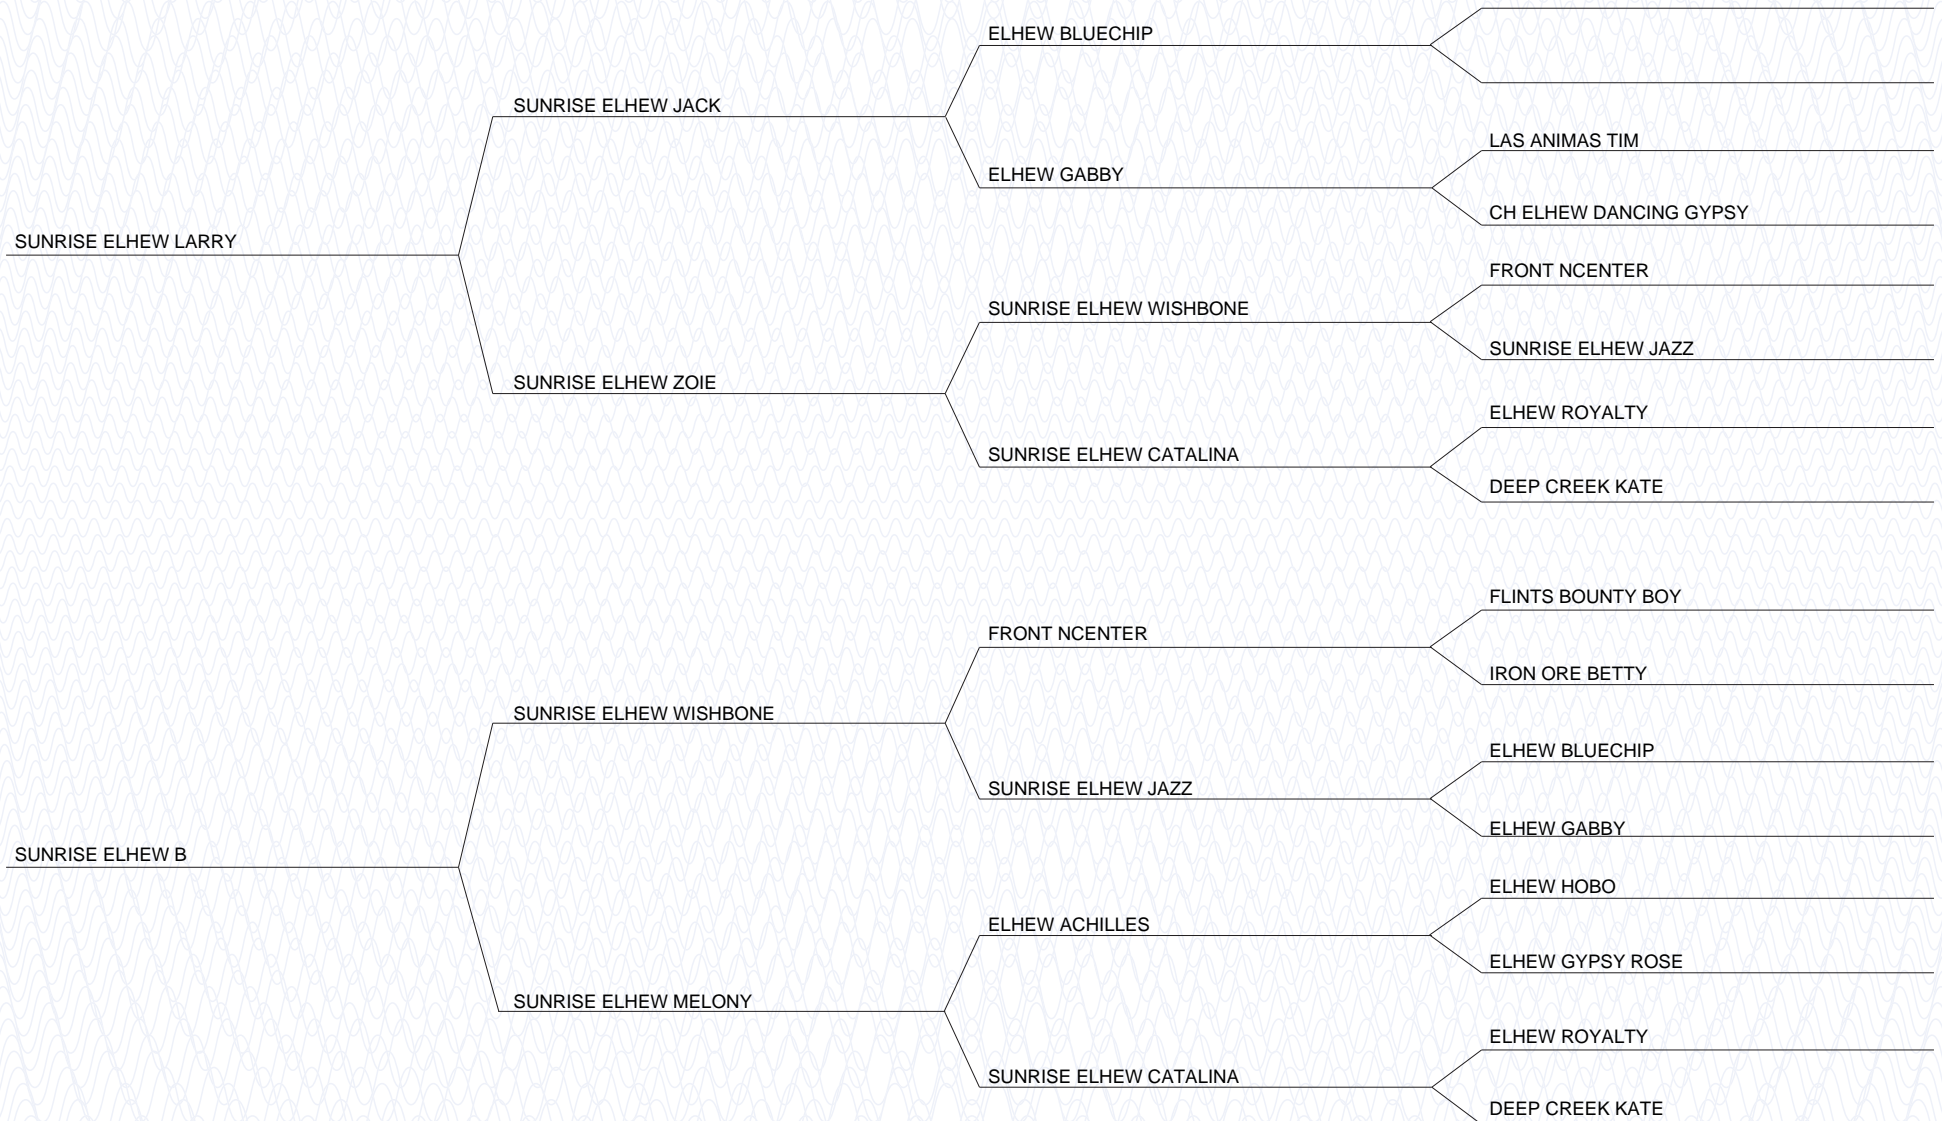 ELHEW BLUECHIP
SUNRISE ELHEW JACK
LAS ANIMAS TIM
ELHEW GABBY
CH ELHEW DANCING GYPSY
SUNRISE ELHEW LARRY
FRONT NCENTER
SUNRISE ELHEW WISHBONE
SUNRISE ELHEW JAZZ
SUNRISE ELHEW ZOIE
ELHEW ROYALTY
SUNRISE ELHEW CATALINA
DEEP CREEK KATE
FLINTS BOUNTY BOY
FRONT NCENTER
IRON ORE BETTY
SUNRISE ELHEW WISHBONE
ELHEW BLUECHIP
SUNRISE ELHEW JAZZ
ELHEW GABBY
SUNRISE ELHEW B
ELHEW HOBO
ELHEW ACHILLES
ELHEW GYPSY ROSE
SUNRISE ELHEW MELONY
ELHEW ROYALTY
SUNRISE ELHEW CATALINA
DEEP CREEK KATE